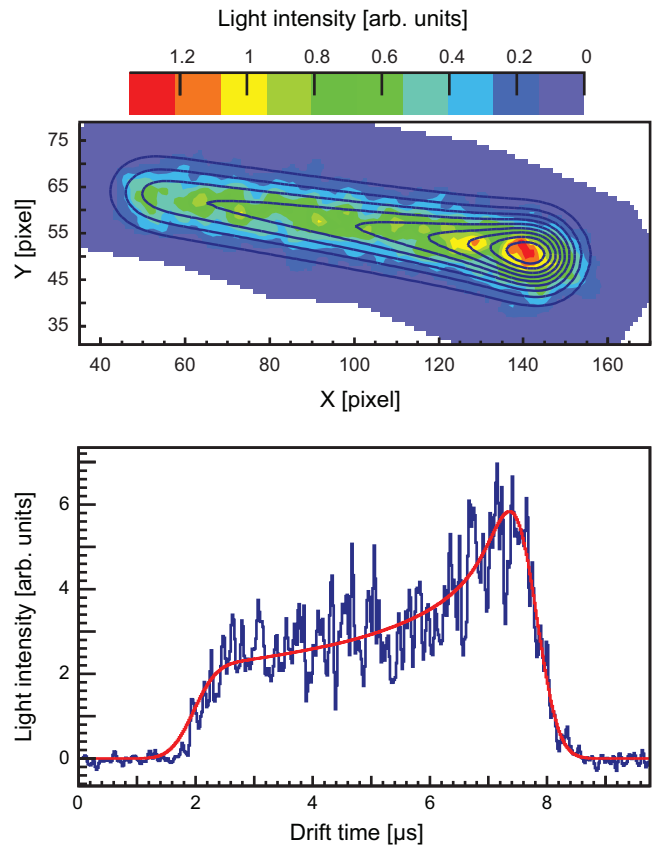 Light intensity [arb. units]
1.2 1 0.8 0.6 0.4 0.2 0
75
65
55
45
35
Y [pixel]
40 60 80 100 120 140 160
X [pixel]
6
4
2
0
Light intensity [arb. units]
0 2 4 6 8
Drift time [µs]